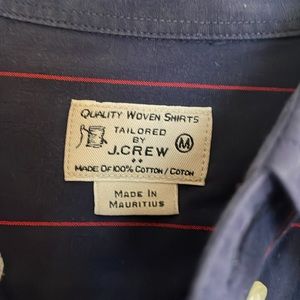 QUALITY WOVEN SHIRTS
TAILORED
BY
J.CREW
M
MADE OF 100% COTTON / COTON
MADE IN
MAURITIUS